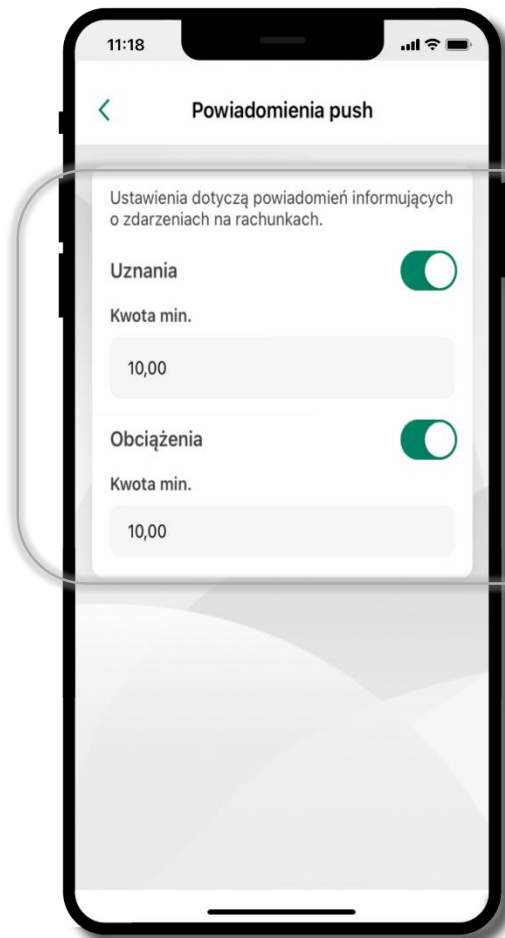 11:18
Powiadomienia push
Ustawienia dotyczą powiadomień informujących
o zdarzeniach na rachunkach.
Uznania
Kwota min.
10,00
Obciążenia
Kwota min.
10,00